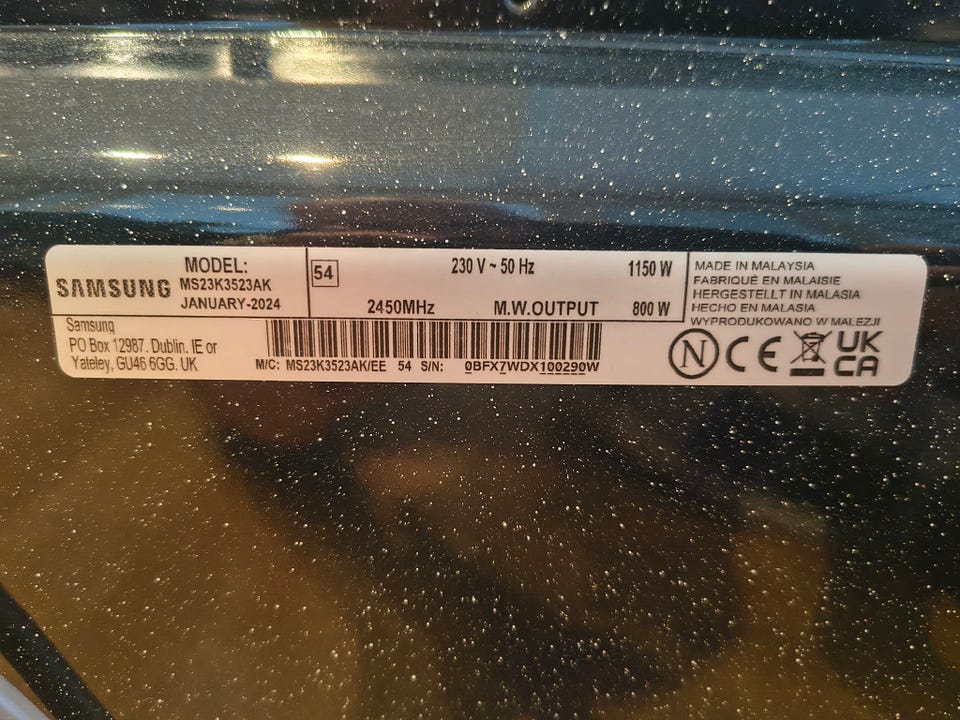 SAMSUNG
MODEL:
MS23K3523AK
JANUARY-2024
54
230 V ~ 50 Hz
1150 W
2450MHz
M.W.OUTPUT
800 W
MADE IN MALAYSIA
FABRIQUÉ EN MALAISIE
HERGESTELLT IN MALASIA
HECHO EN MALASIA
WYPRODUKOWANO W MALEZJI
Samsung
PO Box 12987. Dublin. IE or
Yateley, GU46 6GG. UK
M/C: MS23K3523AK/EE 54 S/N: 0BFX7WDX100290W
N
CE
UK
CA